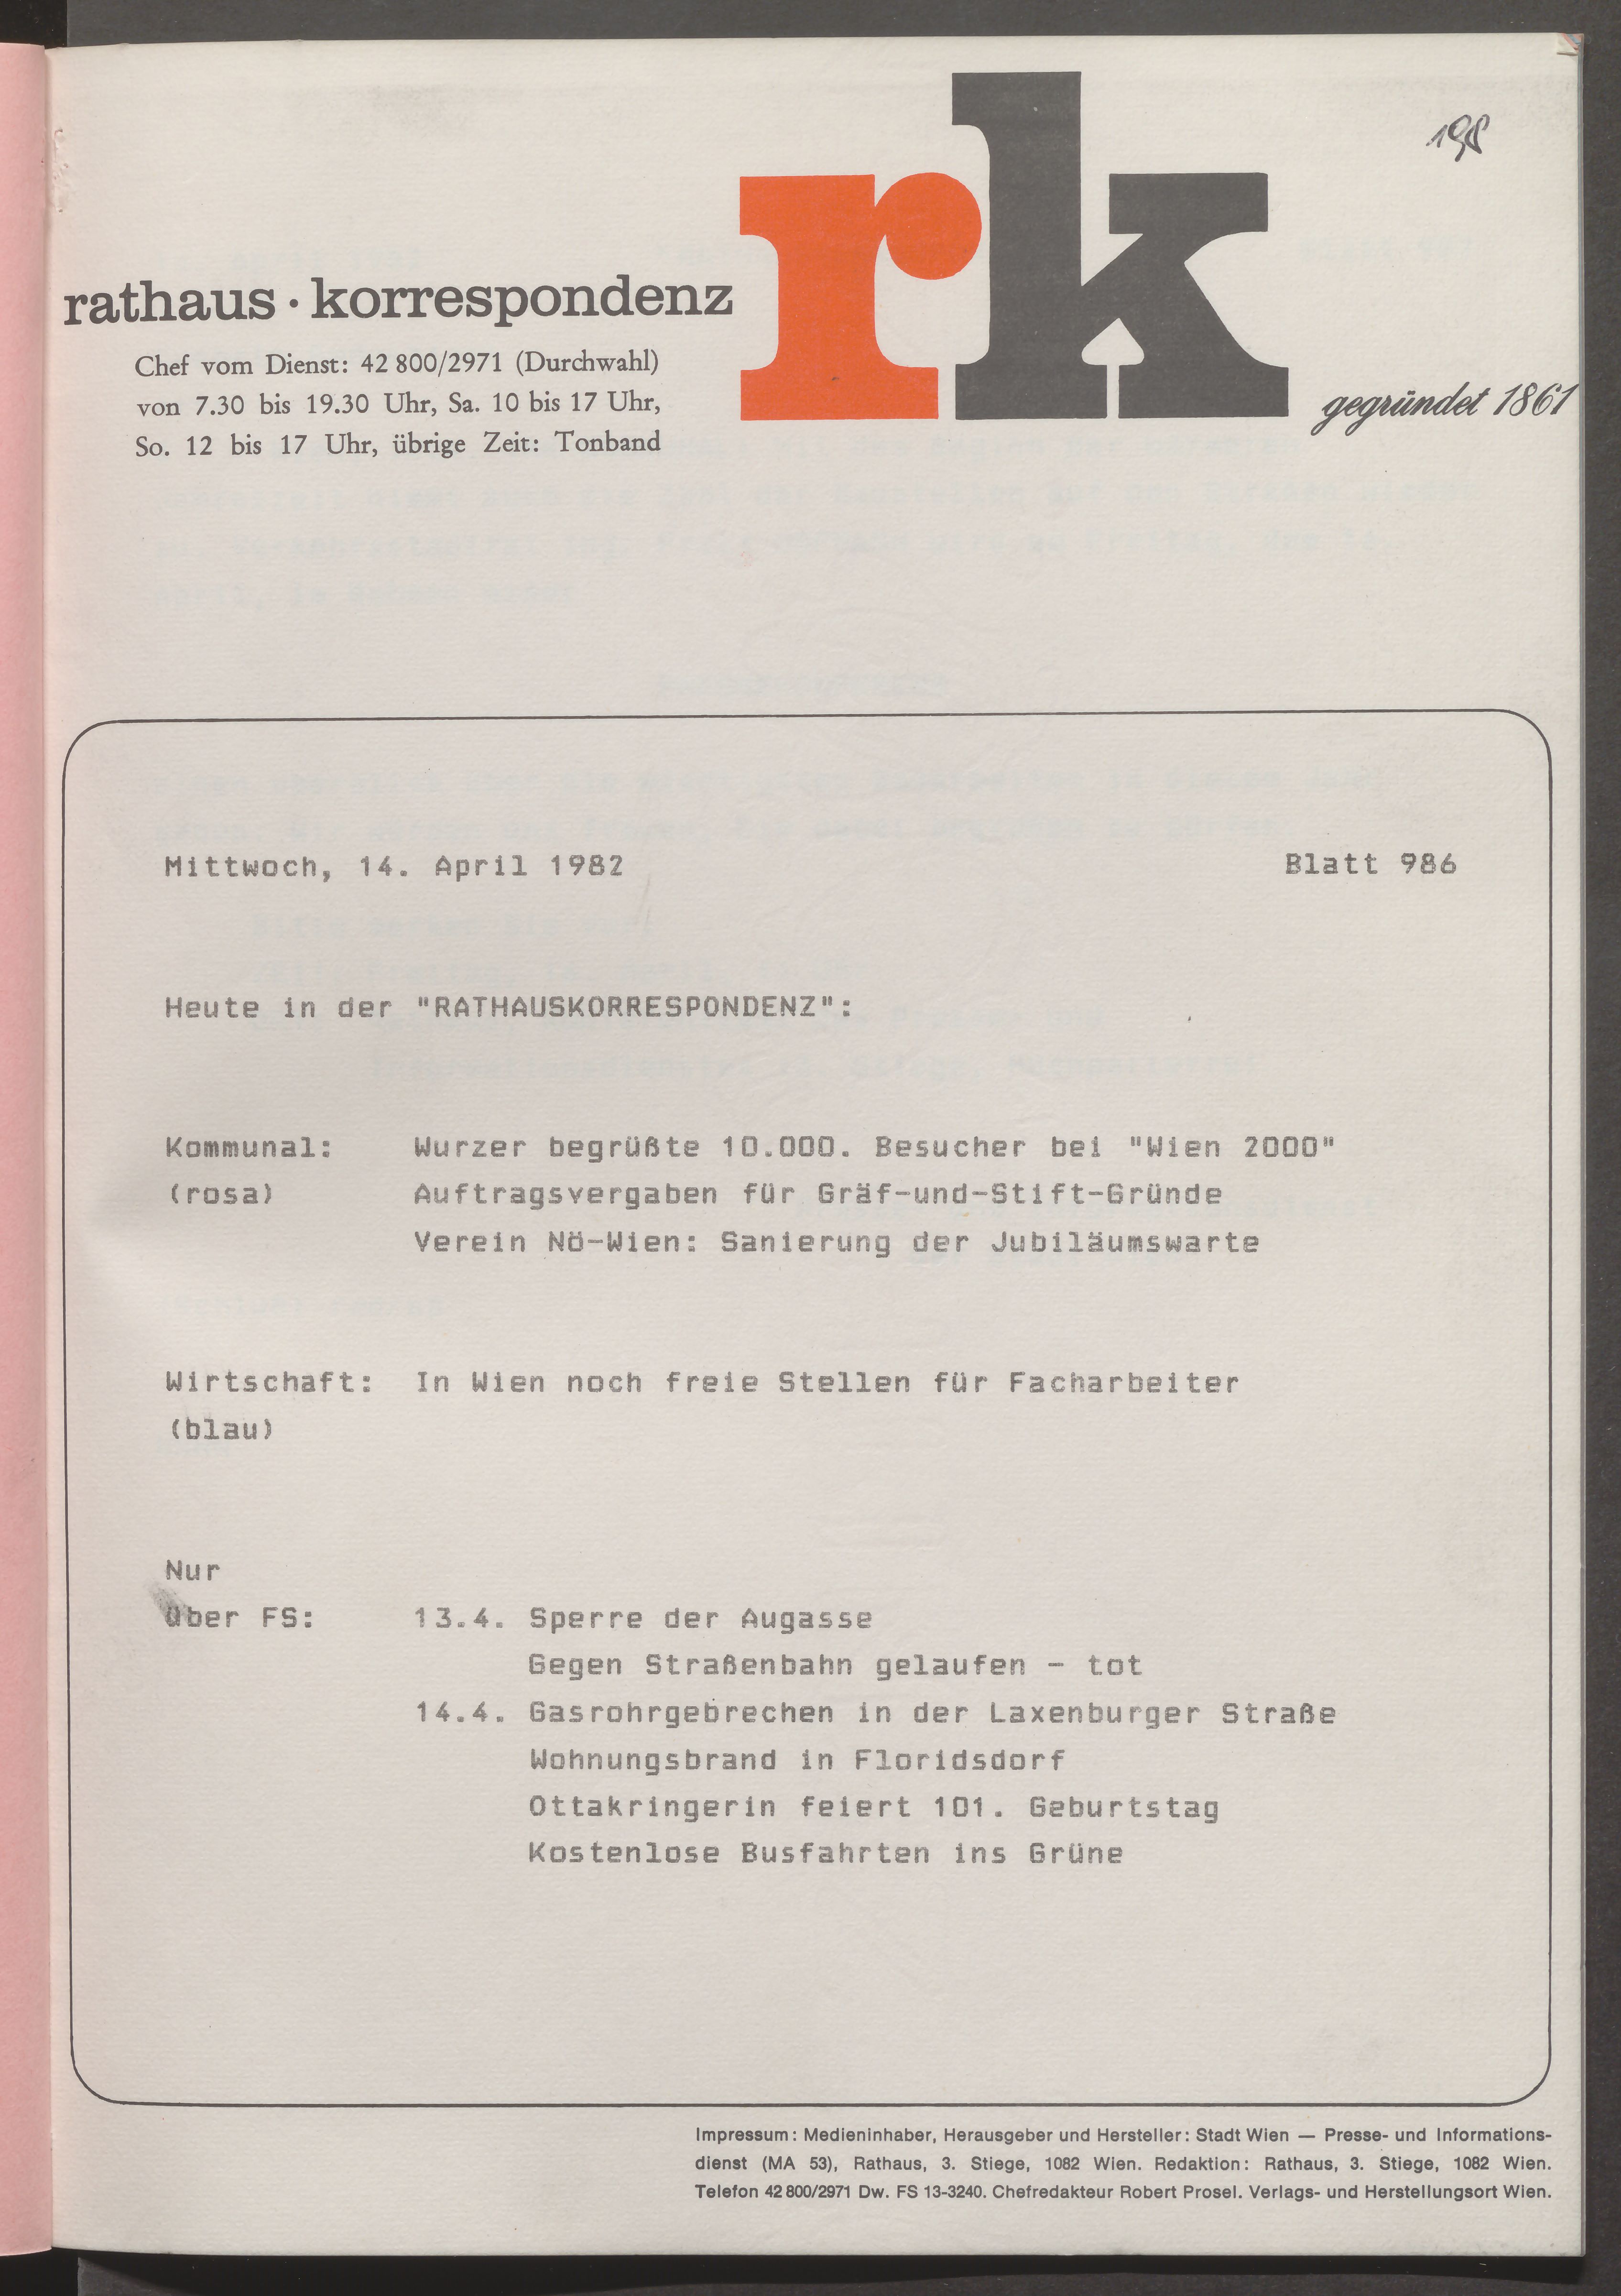 198
rk
rathaus · korrespondenz
gegründet 1861
Chef vom Dienst: 42 800/2971 (Durchwahl)
von 7.30 bis 19.30 Uhr, Sa. 10 bis 17 Uhr,
So. 12 bis 17 Uhr, übrige Zeit: Tonband
Mittwoch, 14. April 1982 Blatt 986
Heute in der "RATHAUSKORRESPONDENZ":
Kommunal: Wurzer begrüßte 10.000. Besucher bei "Wien 2000"
(rosa) Auftragsvergaben für Gräf-und-Stift-Gründe
Verein Nö-Wien: Sanierung der Jubiläumswarte
Wirtschaft: In Wien noch freie Stellen für Facharbeiter
(blau)
Nur
über FS: 13.4. Sperre der Augasse
Gegen Straßenbahn gelaufen - tot
14.4. Gasrohrgebrechen in der Laxenburger Straße
Wohnungsbrand in Floridsdorf
Ottakringerin feiert 101. Geburtstag
Kostenlose Busfahrten ins Grüne
Impressum: Medieninhaber, Herausgeber und Hersteller: Stadt Wien — Presse- und Informations-
dienst (MA 53), Rathaus, 3. Stiege, 1082 Wien. Redaktion: Rathaus, 3. Stiege, 1082 Wien.
Telefon 42 800/2971 Dw. FS 13-3240. Chefredakteur Robert Prosel. Verlags- und Herstellungsort Wien.